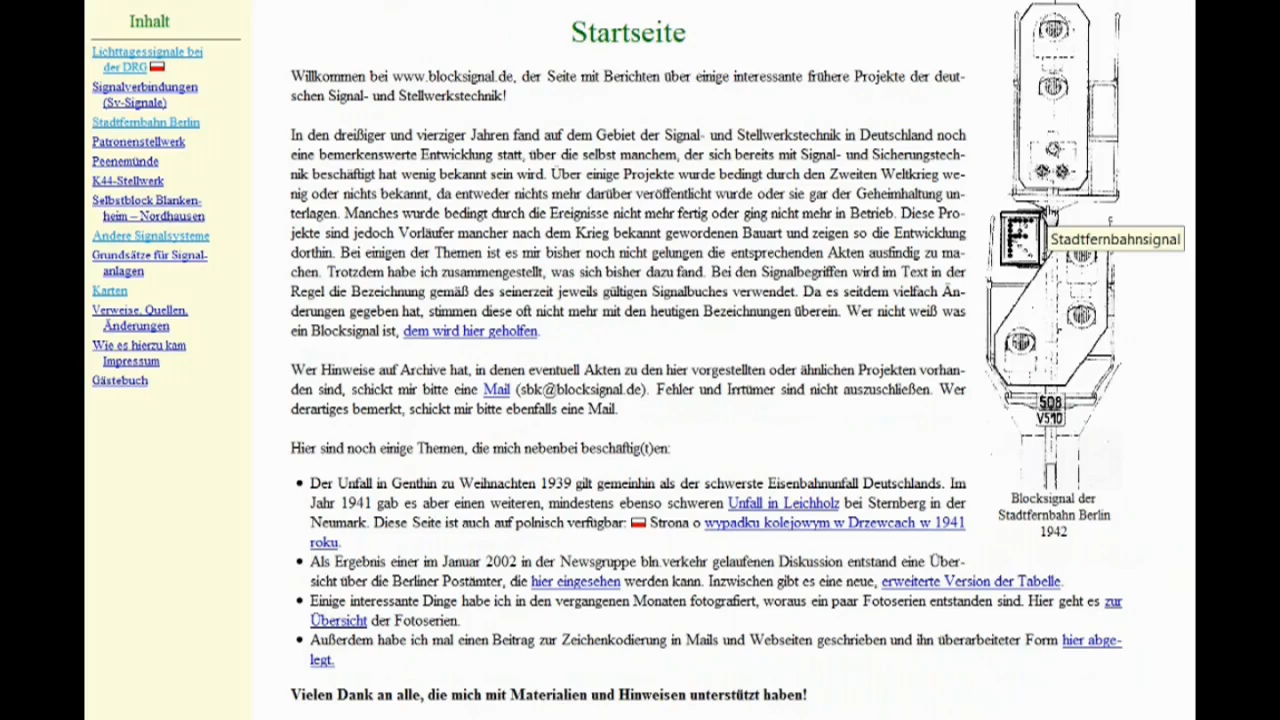 Inhalt
Lichttagessignale bei
der DRG
Signalverbindungen
(Sv-Signale)
Stadtfernbahn Berlin
Patronenstellwerk
Peenemünde
K44-Stellwerk
Selbstblock Blanken-
heim – Nordhausen
Andere Signalsysteme
Grundsätze für Signal-
anlagen
Karten
Verweise, Quellen,
Änderungen
Wie es hierzu kam
Impressum
Gästebuch
Startseite
Willkommen bei www.blocksignal.de, der Seite mit Berichten über einige interessante frühere Projekte der deut-
schen Signal- und Stellwerkstechnik!
In den dreißiger und vierziger Jahren fand auf dem Gebiet der Signal- und Stellwerkstechnik in Deutschland noch
eine bemerkenswerte Entwicklung statt, über die selbst manchem, der sich bereits mit Signal- und Sicherungstech-
nik beschäftigt hat wenig bekannt sein wird. Über einige Projekte wurde bedingt durch den Zweiten Weltkrieg we-
nig oder nichts bekannt, da entweder nichts mehr darüber veröffentlicht wurde oder sie gar der Geheimhaltung un-
terlagen. Manches wurde bedingt durch die Ereignisse nicht mehr fertig oder ging nicht mehr in Betrieb. Diese Pro-
jekte sind jedoch Vorläufer mancher nach dem Krieg bekannt gewordenen Bauart und zeigen so die Entwicklung
dorthin. Bei einigen der Themen ist es mir bisher noch nicht gelungen die entsprechenden Akten ausfindig zu ma-
chen. Trotzdem habe ich zusammengestellt, was sich bisher dazu fand. Bei den Signalbegriffen wird im Text in der
Regel die Bezeichnung gemäß des seinerzeit jeweils gültigen Signalbuches verwendet. Da es seitdem vielfach Än-
derungen gegeben hat, stimmen diese oft nicht mehr mit den heutigen Bezeichnungen überein. Wer nicht weiß was
ein Blocksignal ist, dem wird hier geholfen.
Wer Hinweise auf Archive hat, in denen eventuell Akten zu den hier vorgestellten oder ähnlichen Projekten vorhan-
den sind, schickt mir bitte eine Mail (sbk@blocksignal.de). Fehler und Irrtümer sind nicht auszuschließen. Wer
derartiges bemerkt, schickt mir bitte ebenfalls eine Mail.
Hier sind noch einige Themen, die mich nebenbei beschäftig(t)en:
• Der Unfall in Genthin zu Weihnachten 1939 gilt gemeinhin als der schwerste Eisenbahnunfall Deutschlands. Im
Jahr 1941 gab es aber einen weiteren, mindestens ebenso schweren Unfall in Leichholz bei Sternberg in der
Neumark. Diese Seite ist auch auf polnisch verfügbar: Strona o wypadku kolejowym w Drzewcach w 1941
roku.
• Als Ergebnis einer im Januar 2002 in der Newsgruppe bln.verkehr gelaufenen Diskussion entstand eine Über-
sicht über die Berliner Postämter, die hier eingesehen werden kann. Inzwischen gibt es eine neue, erweiterte Version der Tabelle.
• Einige interessante Dinge habe ich in den vergangenen Monaten fotografiert, woraus ein paar Fotoserien entstanden sind. Hier geht es zur
Übersicht der Fotoserien.
• Außerdem habe ich mal einen Beitrag zur Zeichenkodierung in Mails und Webseiten geschrieben und ihn überarbeiteter Form hier abge-
legt.
Vielen Dank an alle, die mich mit Materialien und Hinweisen unterstützt haben!
Stadtfernbahnsignal
508
V510
Blocksignal der
Stadtfernbahn Berlin
1942